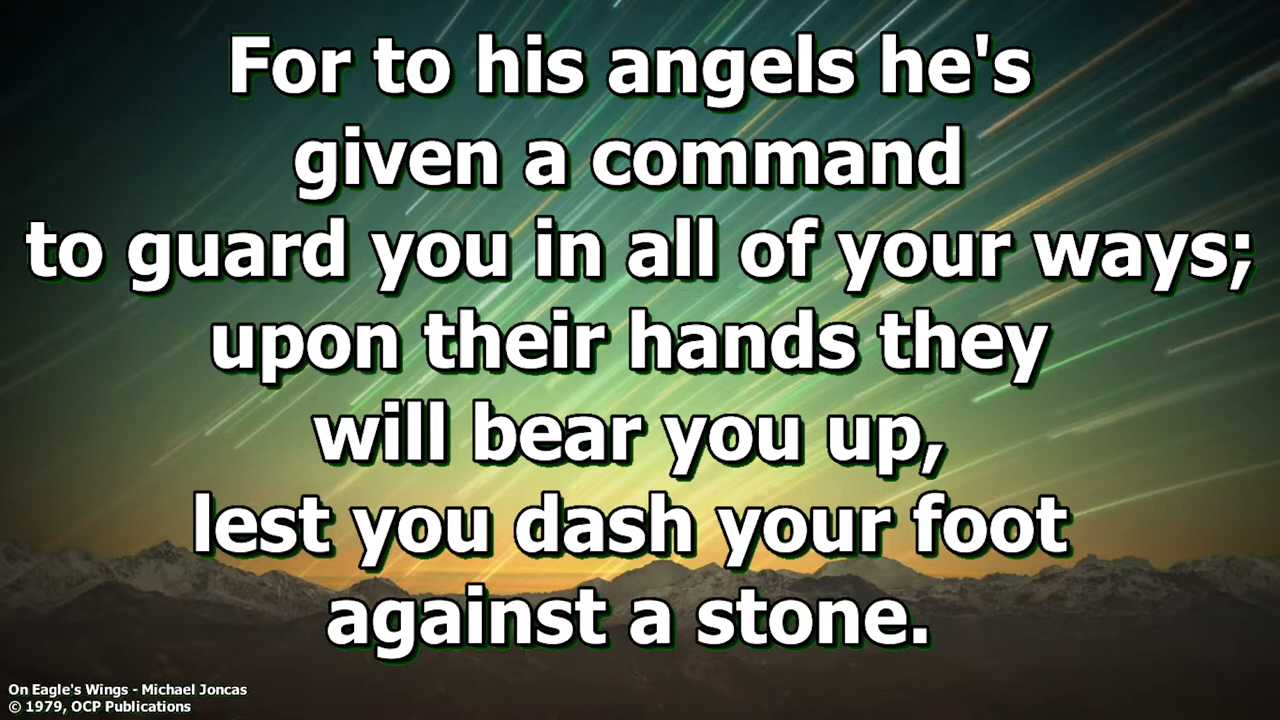 For to his angels he's
given a command
to guard you in all of your ways;
upon their hands they
will bear you up,
lest you dash your foot
against a stone.
On Eagle's Wings - Michael Joncas
© 1979, OCP Publications